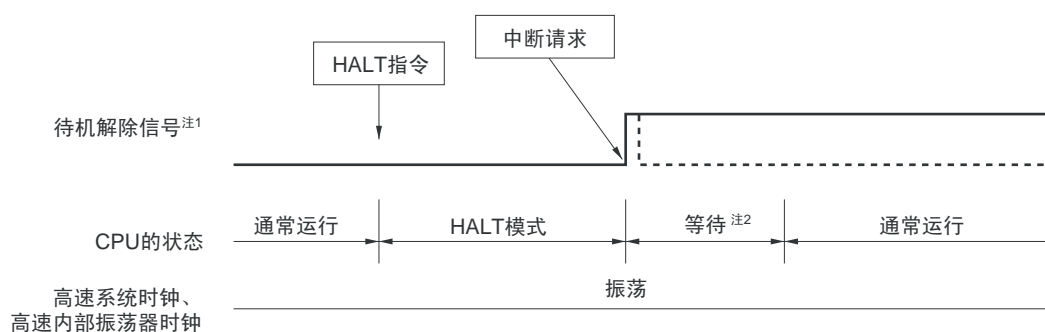 中断请求
HALT指令
待机解除信号注1
通常运行
HALT模式
等待 注2
通常运行
CPU的状态
振荡
高速系统时钟、
高速内部振荡器时钟